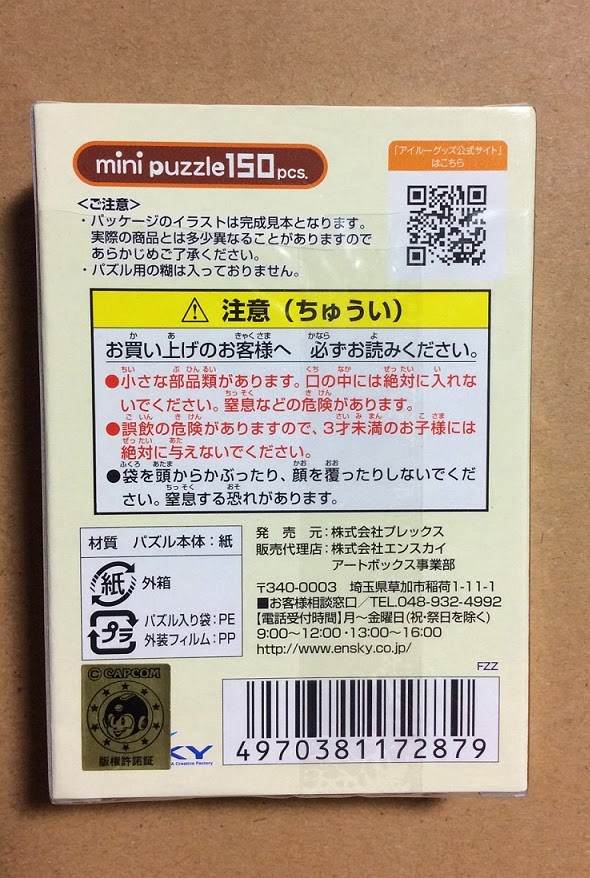 mini puzzle 150 pcs.
「アイルーグッズ公式サイト」
はこちら
<ご注意>
・パッケージのイラストは完成見本となります。
実際の商品とは多少異なることがありますので
あらかじめご了承ください。
・パズル用の糊は入っておりません。
注意(ちゅうい)
お買い上げのお客様へ 必ずお読みください。
●小さな部品類があります。口の中には絶対に入れな
いでください。窒息などの危険があります。
●誤飲の危険がありますので、3才未満のお子様には
絶対に与えないでください。
●袋を頭からかぶったり、顔を覆ったりしないでくだ
さい。窒息する恐れがあります。
材質 パズル本体:紙
紙 外箱
プラ パズル入り袋:PE
外装フィルム:PP
発売元:株式会社プレックス
販売代理店:株式会社エンスカイ
アートボックス事業部
〒340-0003 埼玉県草加市稲荷1-11-1
■お客様相談窓口/TEL.048-932-4992
【電話受付時間】月~金曜日(祝・祭日を除く)
9:00~12:00・13:00~16:00
http://www.ensky.co.jp/
FZZ
© CAPCOM
版権許諾証
SKY
A Creative Factory
4970381172879